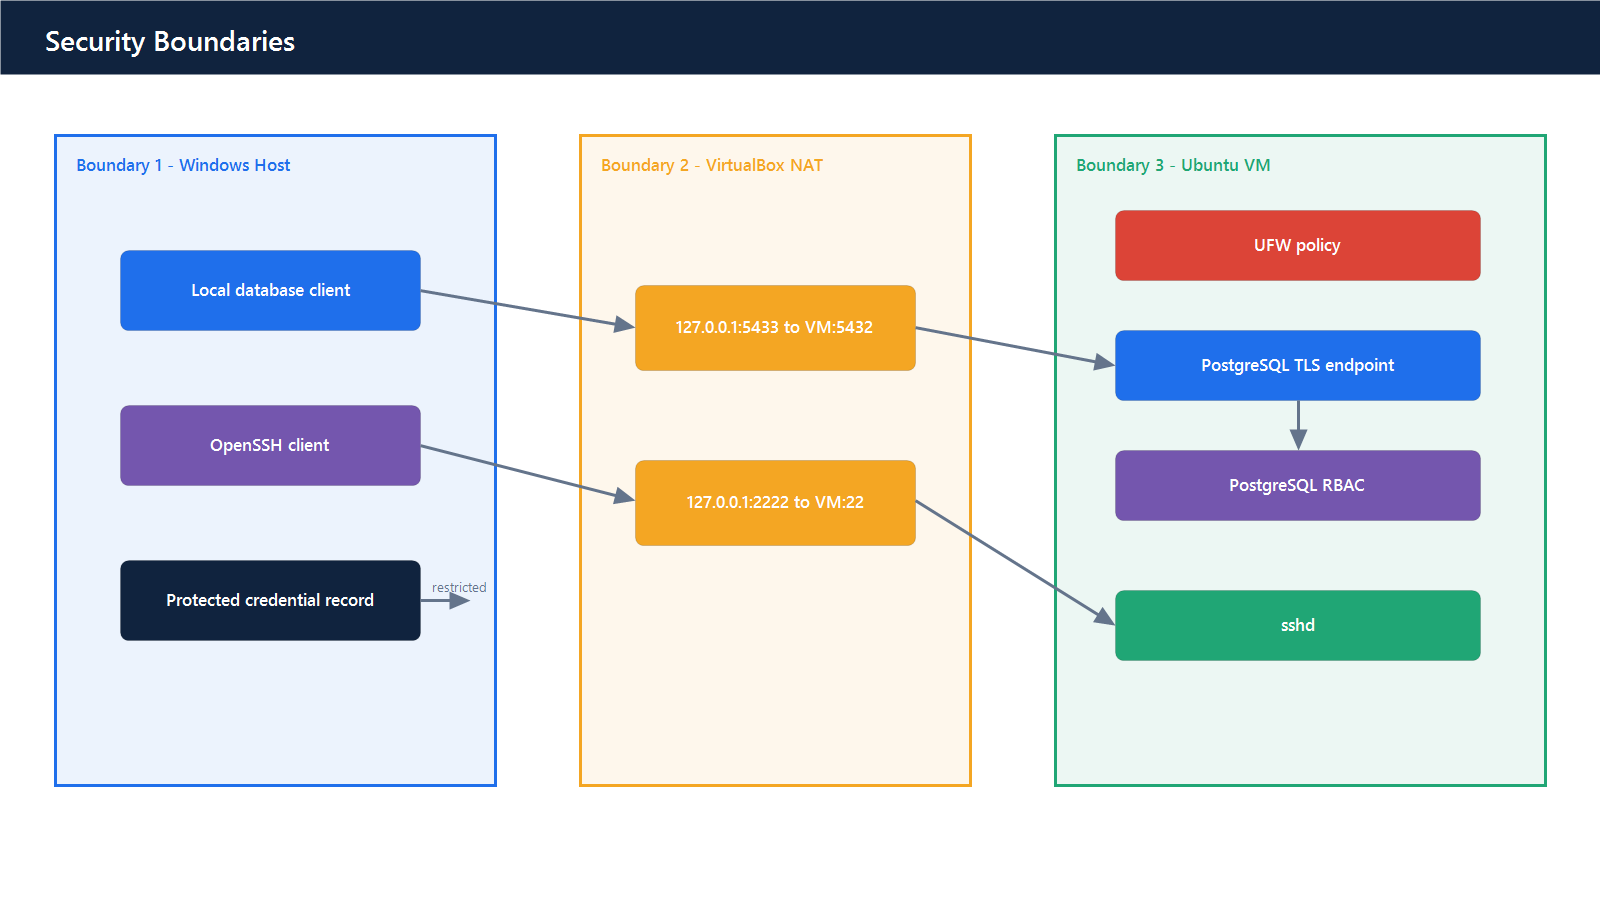 Security Boundaries
Boundary 1 - Windows Host
Local database client
OpenSSH client
Protected credential record
restricted
Boundary 2 - VirtualBox NAT
127.0.0.1:5433 to VM:5432
127.0.0.1:2222 to VM:22
Boundary 3 - Ubuntu VM
UFW policy
PostgreSQL TLS endpoint
PostgreSQL RBAC
sshd